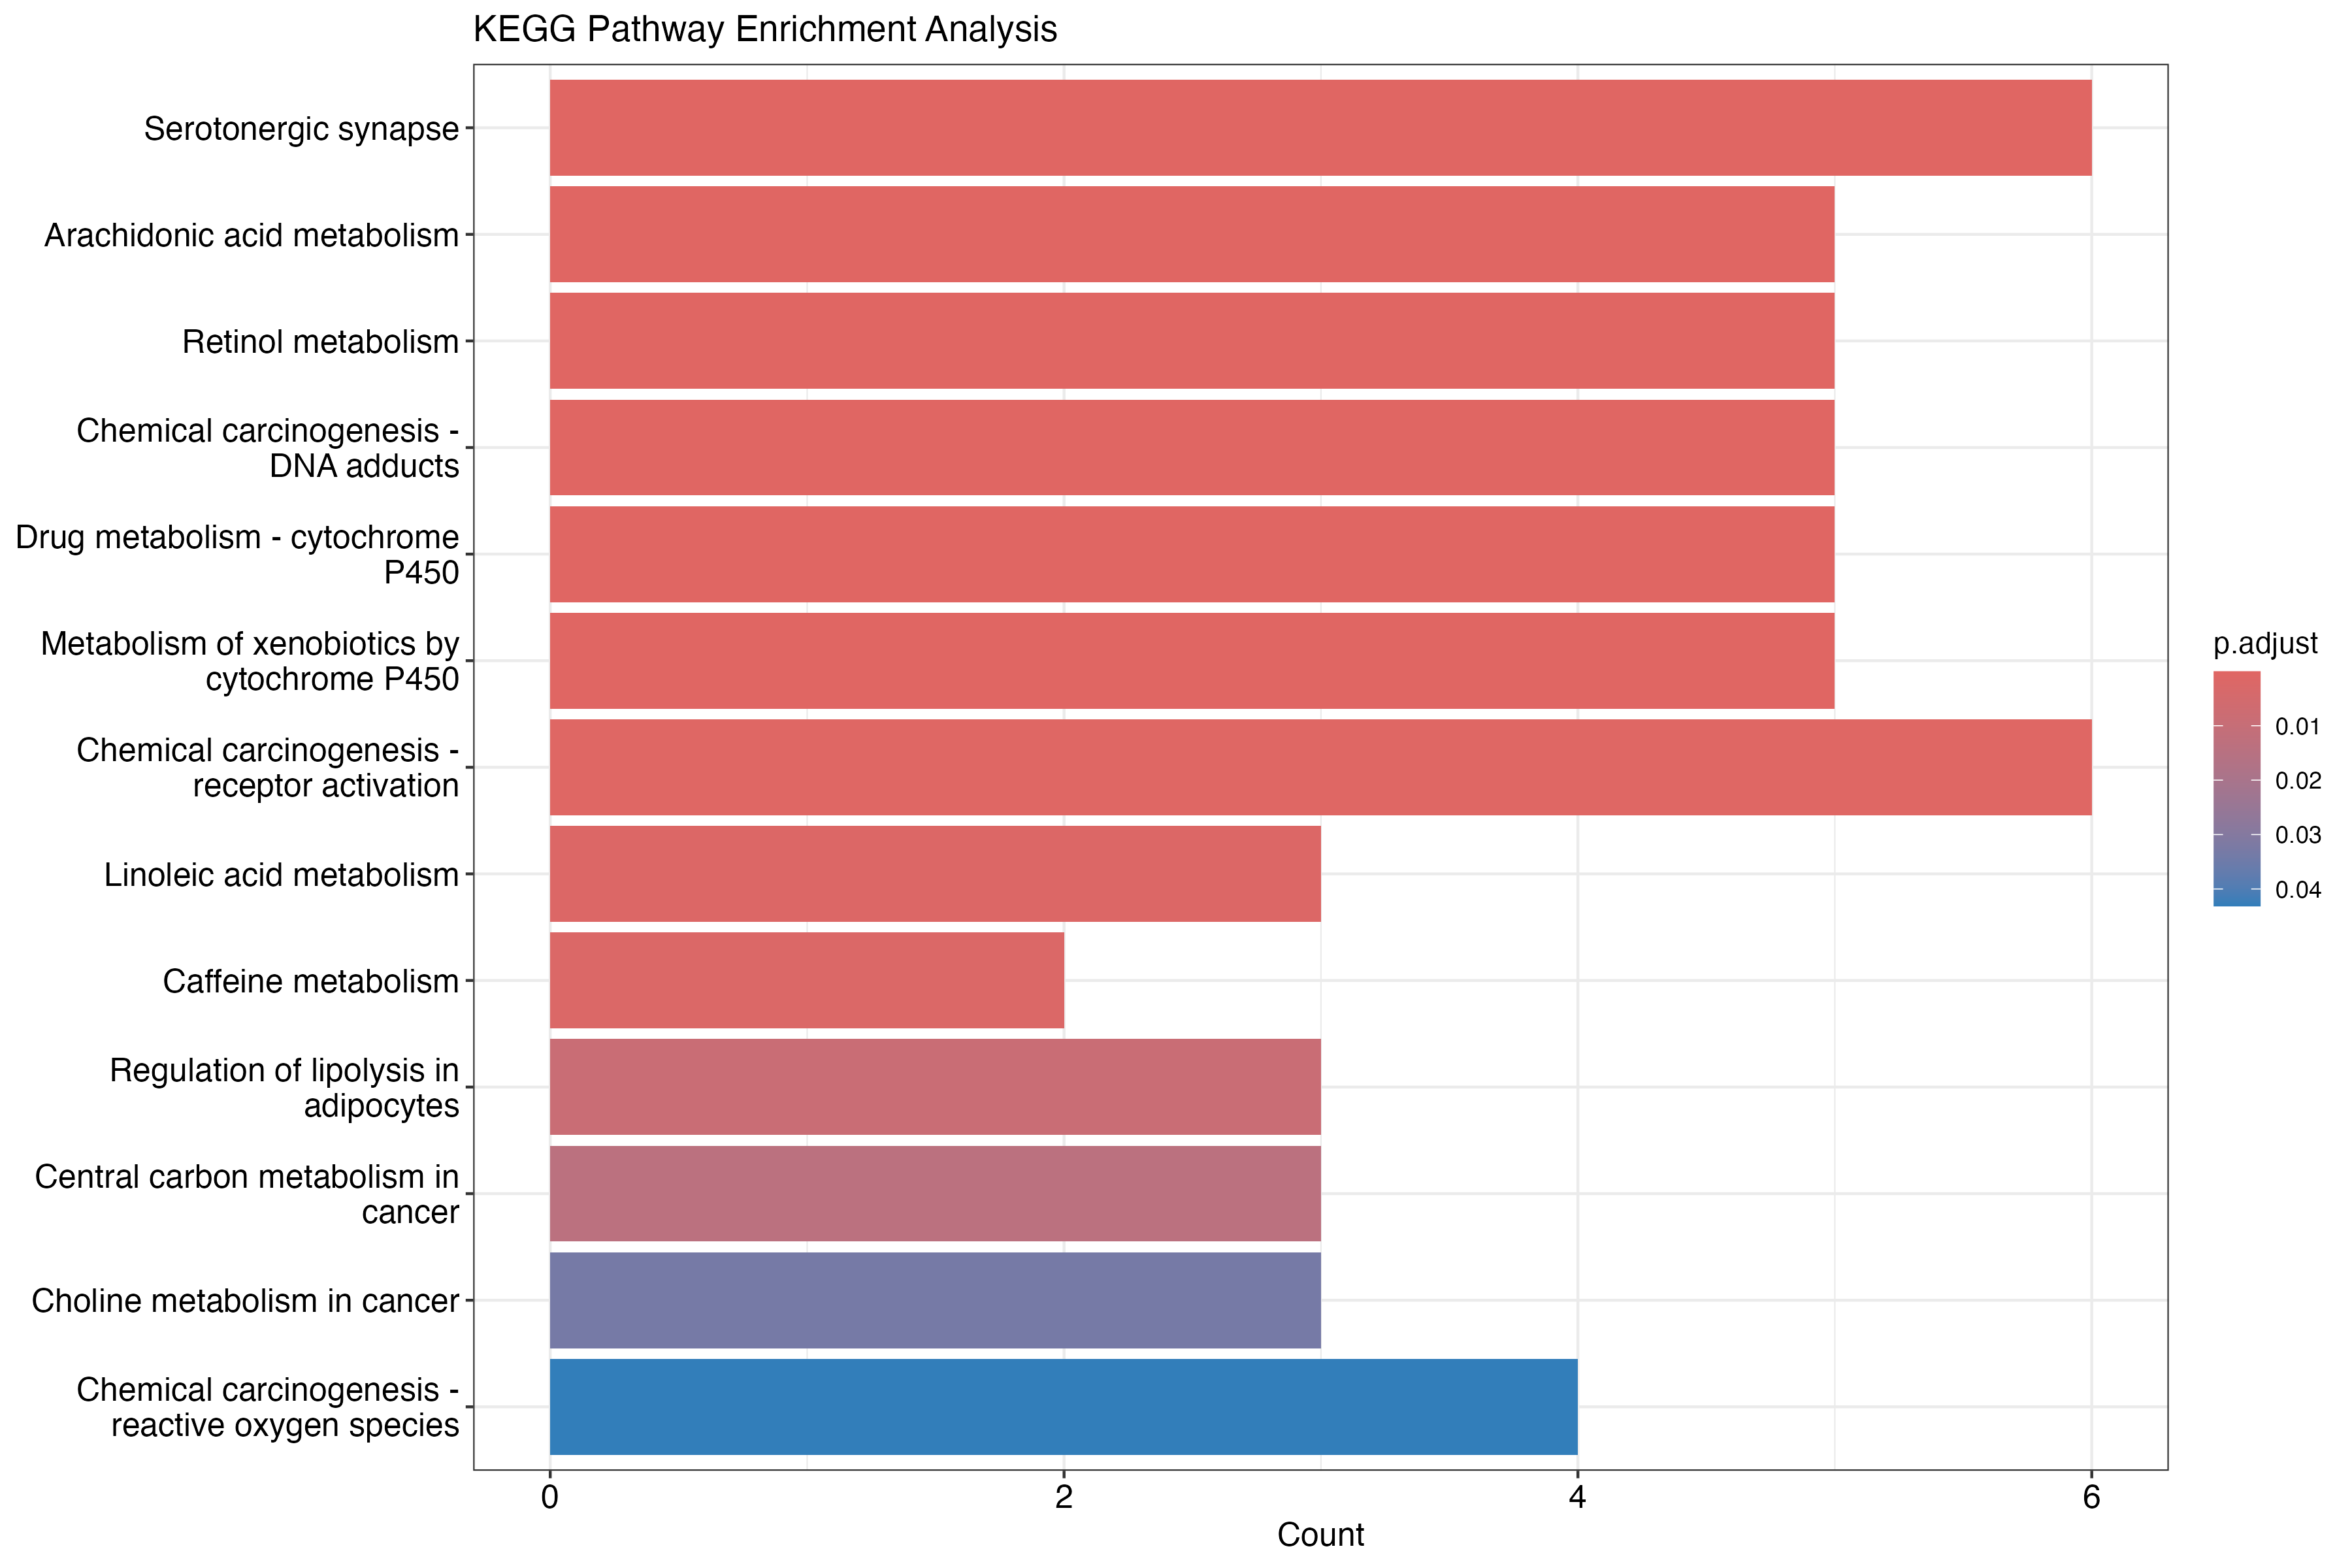 KEGG Pathway Enrichment Analysis
Serotonergic synapse
Arachidonic acid metabolism
Retinol metabolism
Chemical carcinogenesis -
DNA adducts
Drug metabolism - cytochrome
P450
Metabolism of xenobiotics by
cytochrome P450
Chemical carcinogenesis -
receptor activation
Linoleic acid metabolism
Caffeine metabolism
Regulation of lipolysis in
adipocytes
Central carbon metabolism in
cancer
Choline metabolism in cancer
Chemical carcinogenesis -
reactive oxygen species
0 2 4 6
Count
p.adjust
0.01
0.02
0.03
0.04